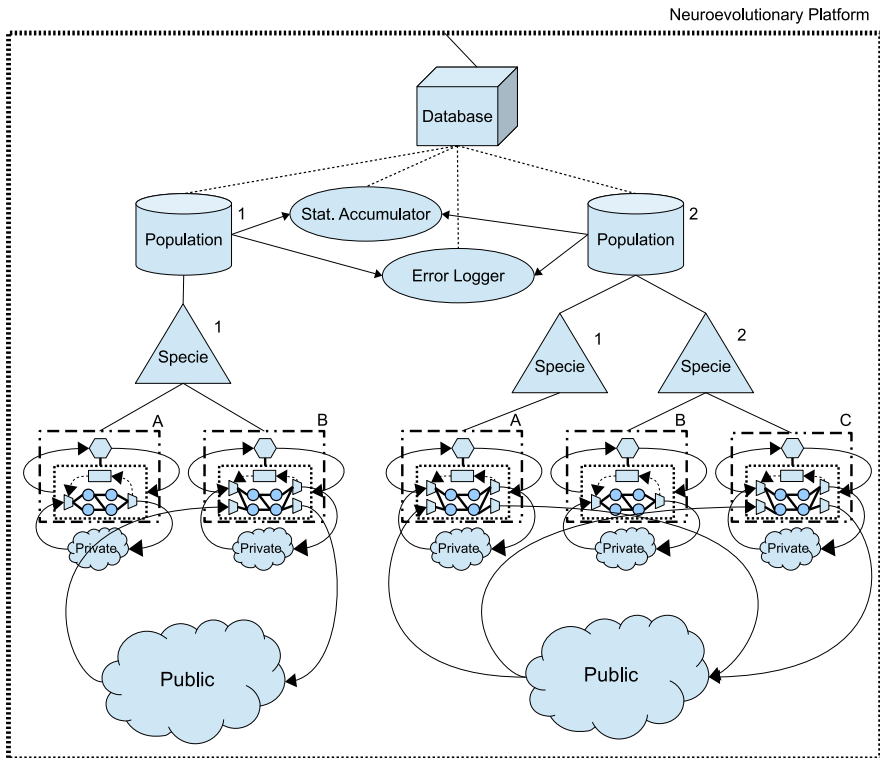 Neuroevolutionary Platform
Database
1
Population
Stat. Accumulator
2
Population
Error Logger
1
Specie
1
Specie
2
Specie
A
B
A
B
C
Private
Private
Private
Private
Private
Public
Public